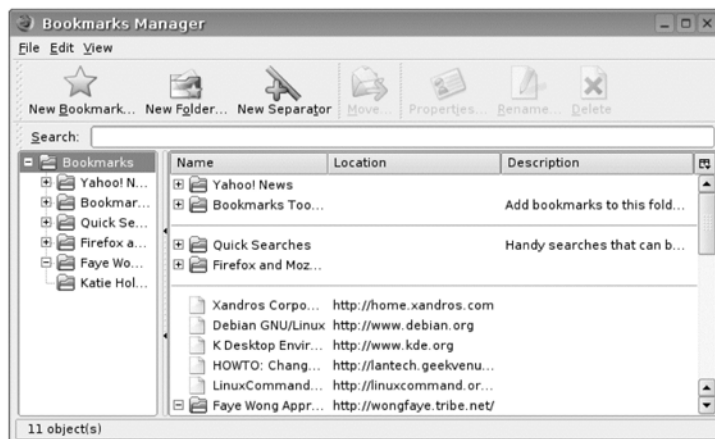 Bookmarks Manager
File Edit View
New Bookmark... New Folder... New Separator Move... Properties... Rename... Delete
Search:
Bookmarks
Yahoo! N...
Bookmar...
Quick Se...
Firefox a...
Faye Wo...
Katie Hol...
Name Location Description
Yahoo! News
Bookmarks Too... Add bookmarks to this fold...
Quick Searches Handy searches that can b...
Firefox and Moz...
Xandros Corpo... http://home.xandros.com
Debian GNU/Linux http://www.debian.org
K Desktop Envir... http://www.kde.org
HOWTO: Chang... http://lantech.geekvenu...
LinuxCommand... http://linuxcommand.or...
Faye Wong Appr... http://wongfaye.tribe.net/
11 object(s)